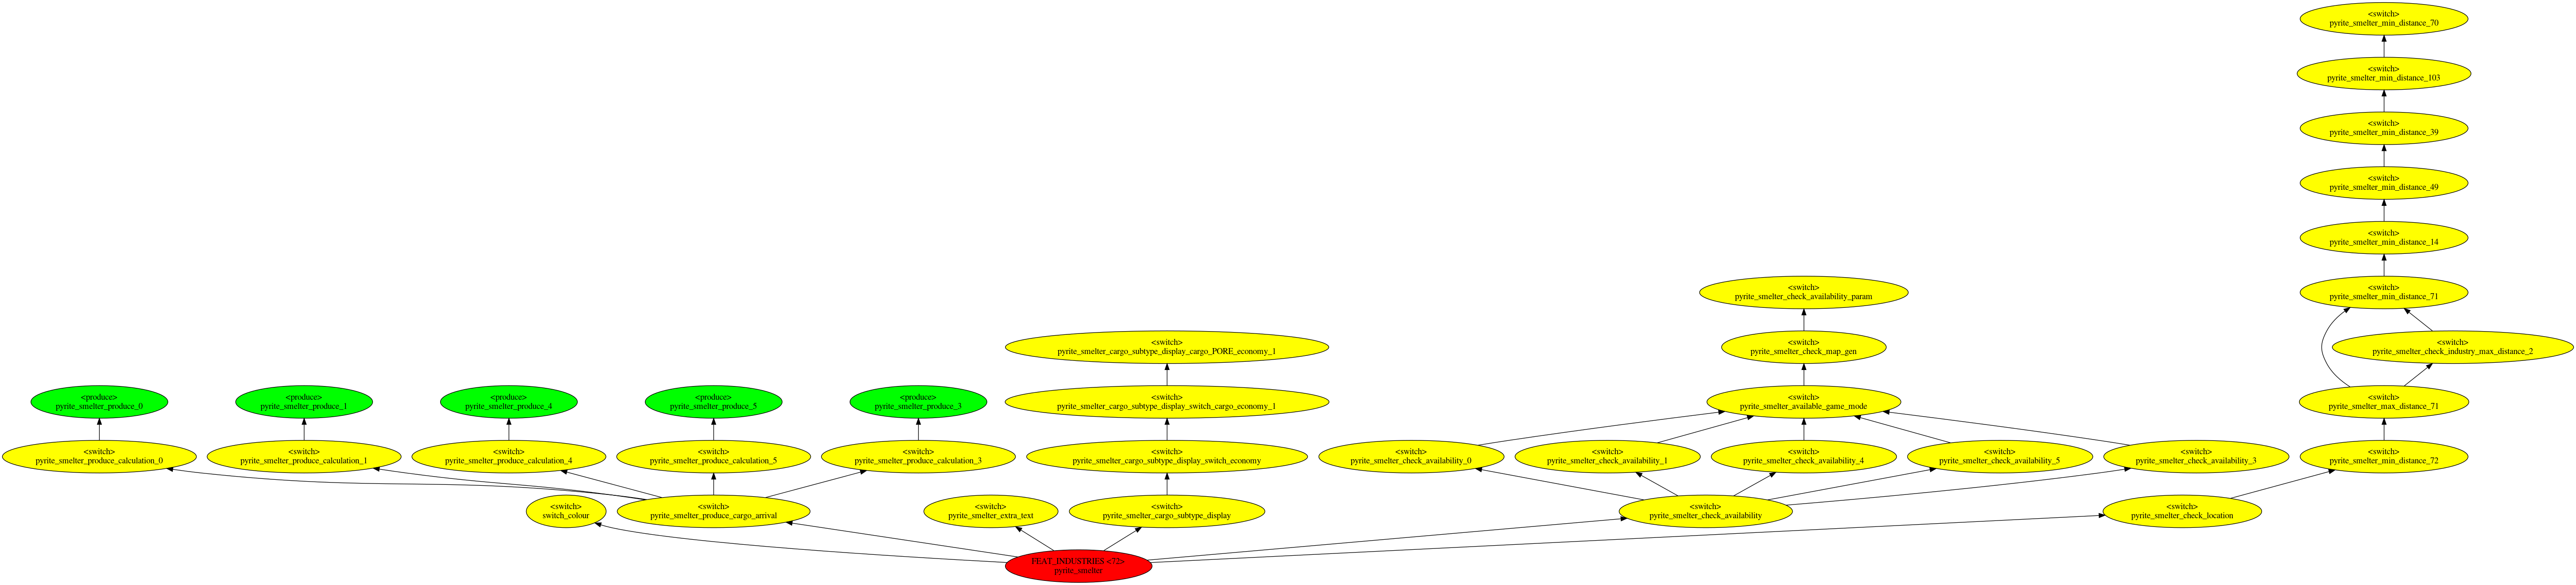 <switch>
pyrite_smelter_min_distance_70
<switch>
pyrite_smelter_min_distance_103
<switch>
pyrite_smelter_min_distance_39
<switch>
pyrite_smelter_min_distance_49
<switch>
pyrite_smelter_min_distance_14
<switch>
pyrite_smelter_check_availability_param
<switch>
pyrite_smelter_min_distance_71
<switch>
pyrite_smelter_cargo_subtype_display_cargo_PORE_economy_1
<switch>
pyrite_smelter_check_map_gen
<switch>
pyrite_smelter_check_industry_max_distance_2
<produce>
pyrite_smelter_produce_0
<produce>
pyrite_smelter_produce_1
<produce>
pyrite_smelter_produce_4
<produce>
pyrite_smelter_produce_5
<produce>
pyrite_smelter_produce_3
<switch>
pyrite_smelter_cargo_subtype_display_switch_cargo_economy_1
<switch>
pyrite_smelter_available_game_mode
<switch>
pyrite_smelter_max_distance_71
<switch>
pyrite_smelter_produce_calculation_0
<switch>
pyrite_smelter_produce_calculation_1
<switch>
pyrite_smelter_produce_calculation_4
<switch>
pyrite_smelter_produce_calculation_5
<switch>
pyrite_smelter_produce_calculation_3
<switch>
pyrite_smelter_cargo_subtype_display_switch_economy
<switch>
pyrite_smelter_check_availability_0
<switch>
pyrite_smelter_check_availability_1
<switch>
pyrite_smelter_check_availability_4
<switch>
pyrite_smelter_check_availability_5
<switch>
pyrite_smelter_check_availability_3
<switch>
pyrite_smelter_min_distance_72
<switch>
switch_colour
<switch>
pyrite_smelter_produce_cargo_arrival
<switch>
pyrite_smelter_extra_text
<switch>
pyrite_smelter_cargo_subtype_display
<switch>
pyrite_smelter_check_availability
<switch>
pyrite_smelter_check_location
FEAT_INDUSTRIES <72>
pyrite_smelter